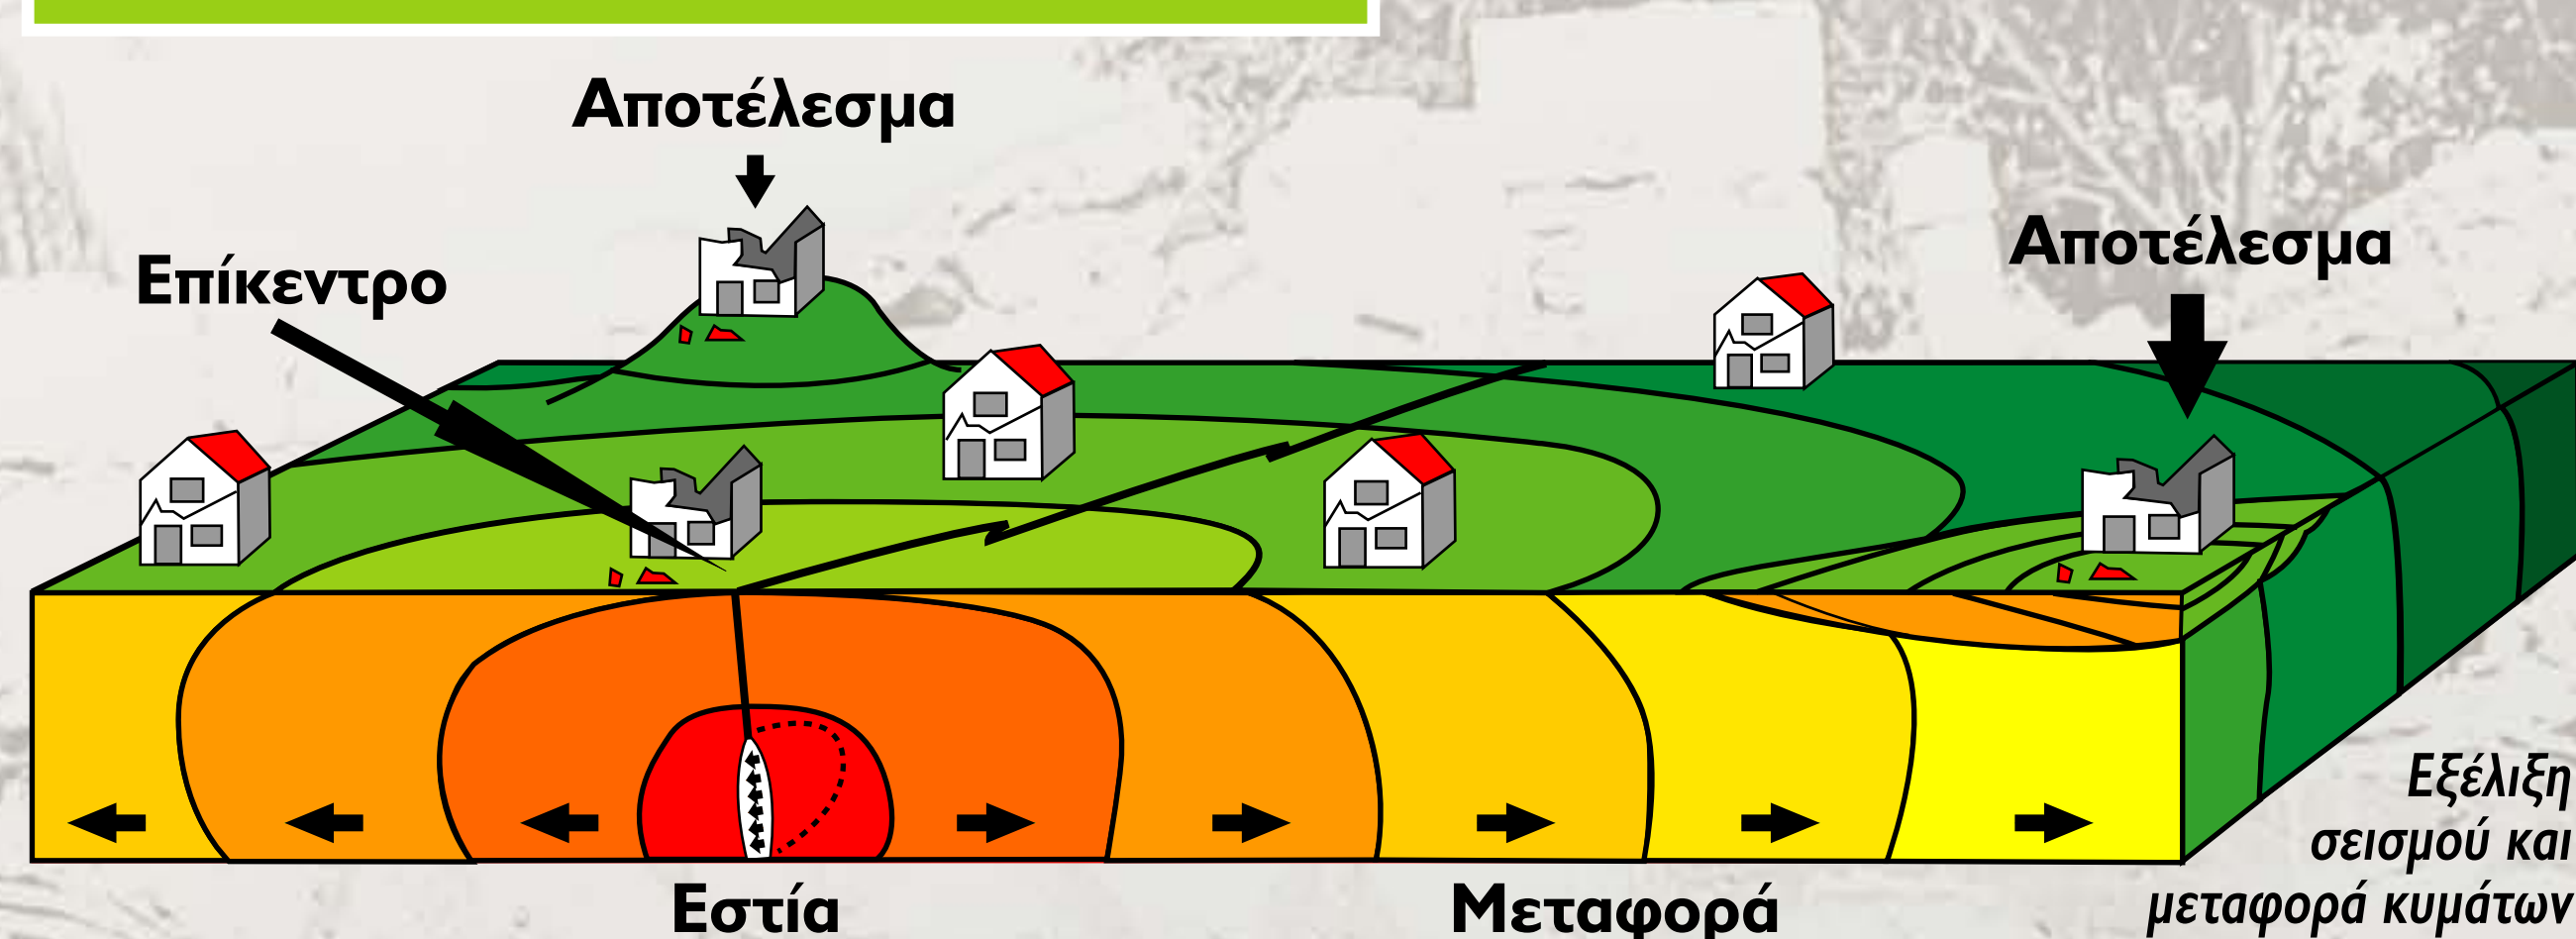 Αποτέλεσμα
Επίκεντρο
Αποτέλεσμα
Εστία
Μεταφορά
Εξέλιξη
σεισμού και
μεταφορά κυμάτων